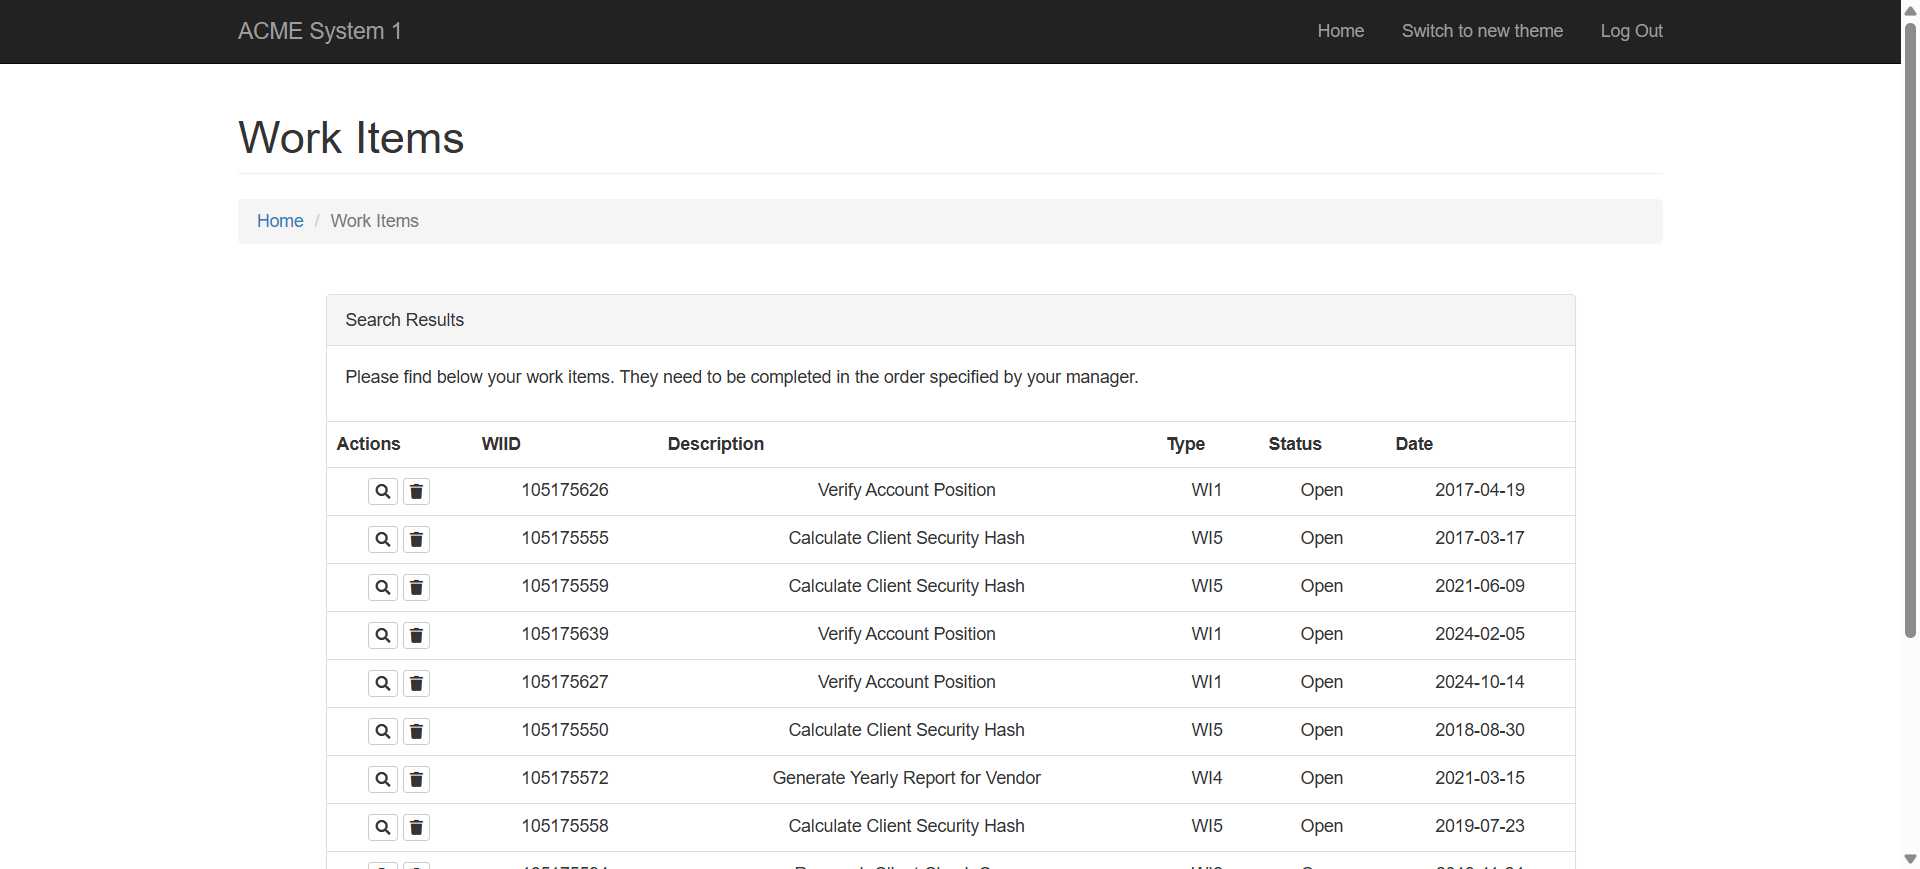 ACME System 1 Home Switch to new theme Log Out
Work Items
Home / Work Items
Search Results
Please find below your work items. They need to be completed in the order specified by your manager.
Actions WIID Description Type Status Date
105175626 Verify Account Position WI1 Open 2017-04-19
105175555 Calculate Client Security Hash WI5 Open 2017-03-17
105175559 Calculate Client Security Hash WI5 Open 2021-06-09
105175639 Verify Account Position WI1 Open 2024-02-05
105175627 Verify Account Position WI1 Open 2024-10-14
105175550 Calculate Client Security Hash WI5 Open 2018-08-30
105175572 Generate Yearly Report for Vendor WI4 Open 2021-03-15
105175558 Calculate Client Security Hash WI5 Open 2019-07-23